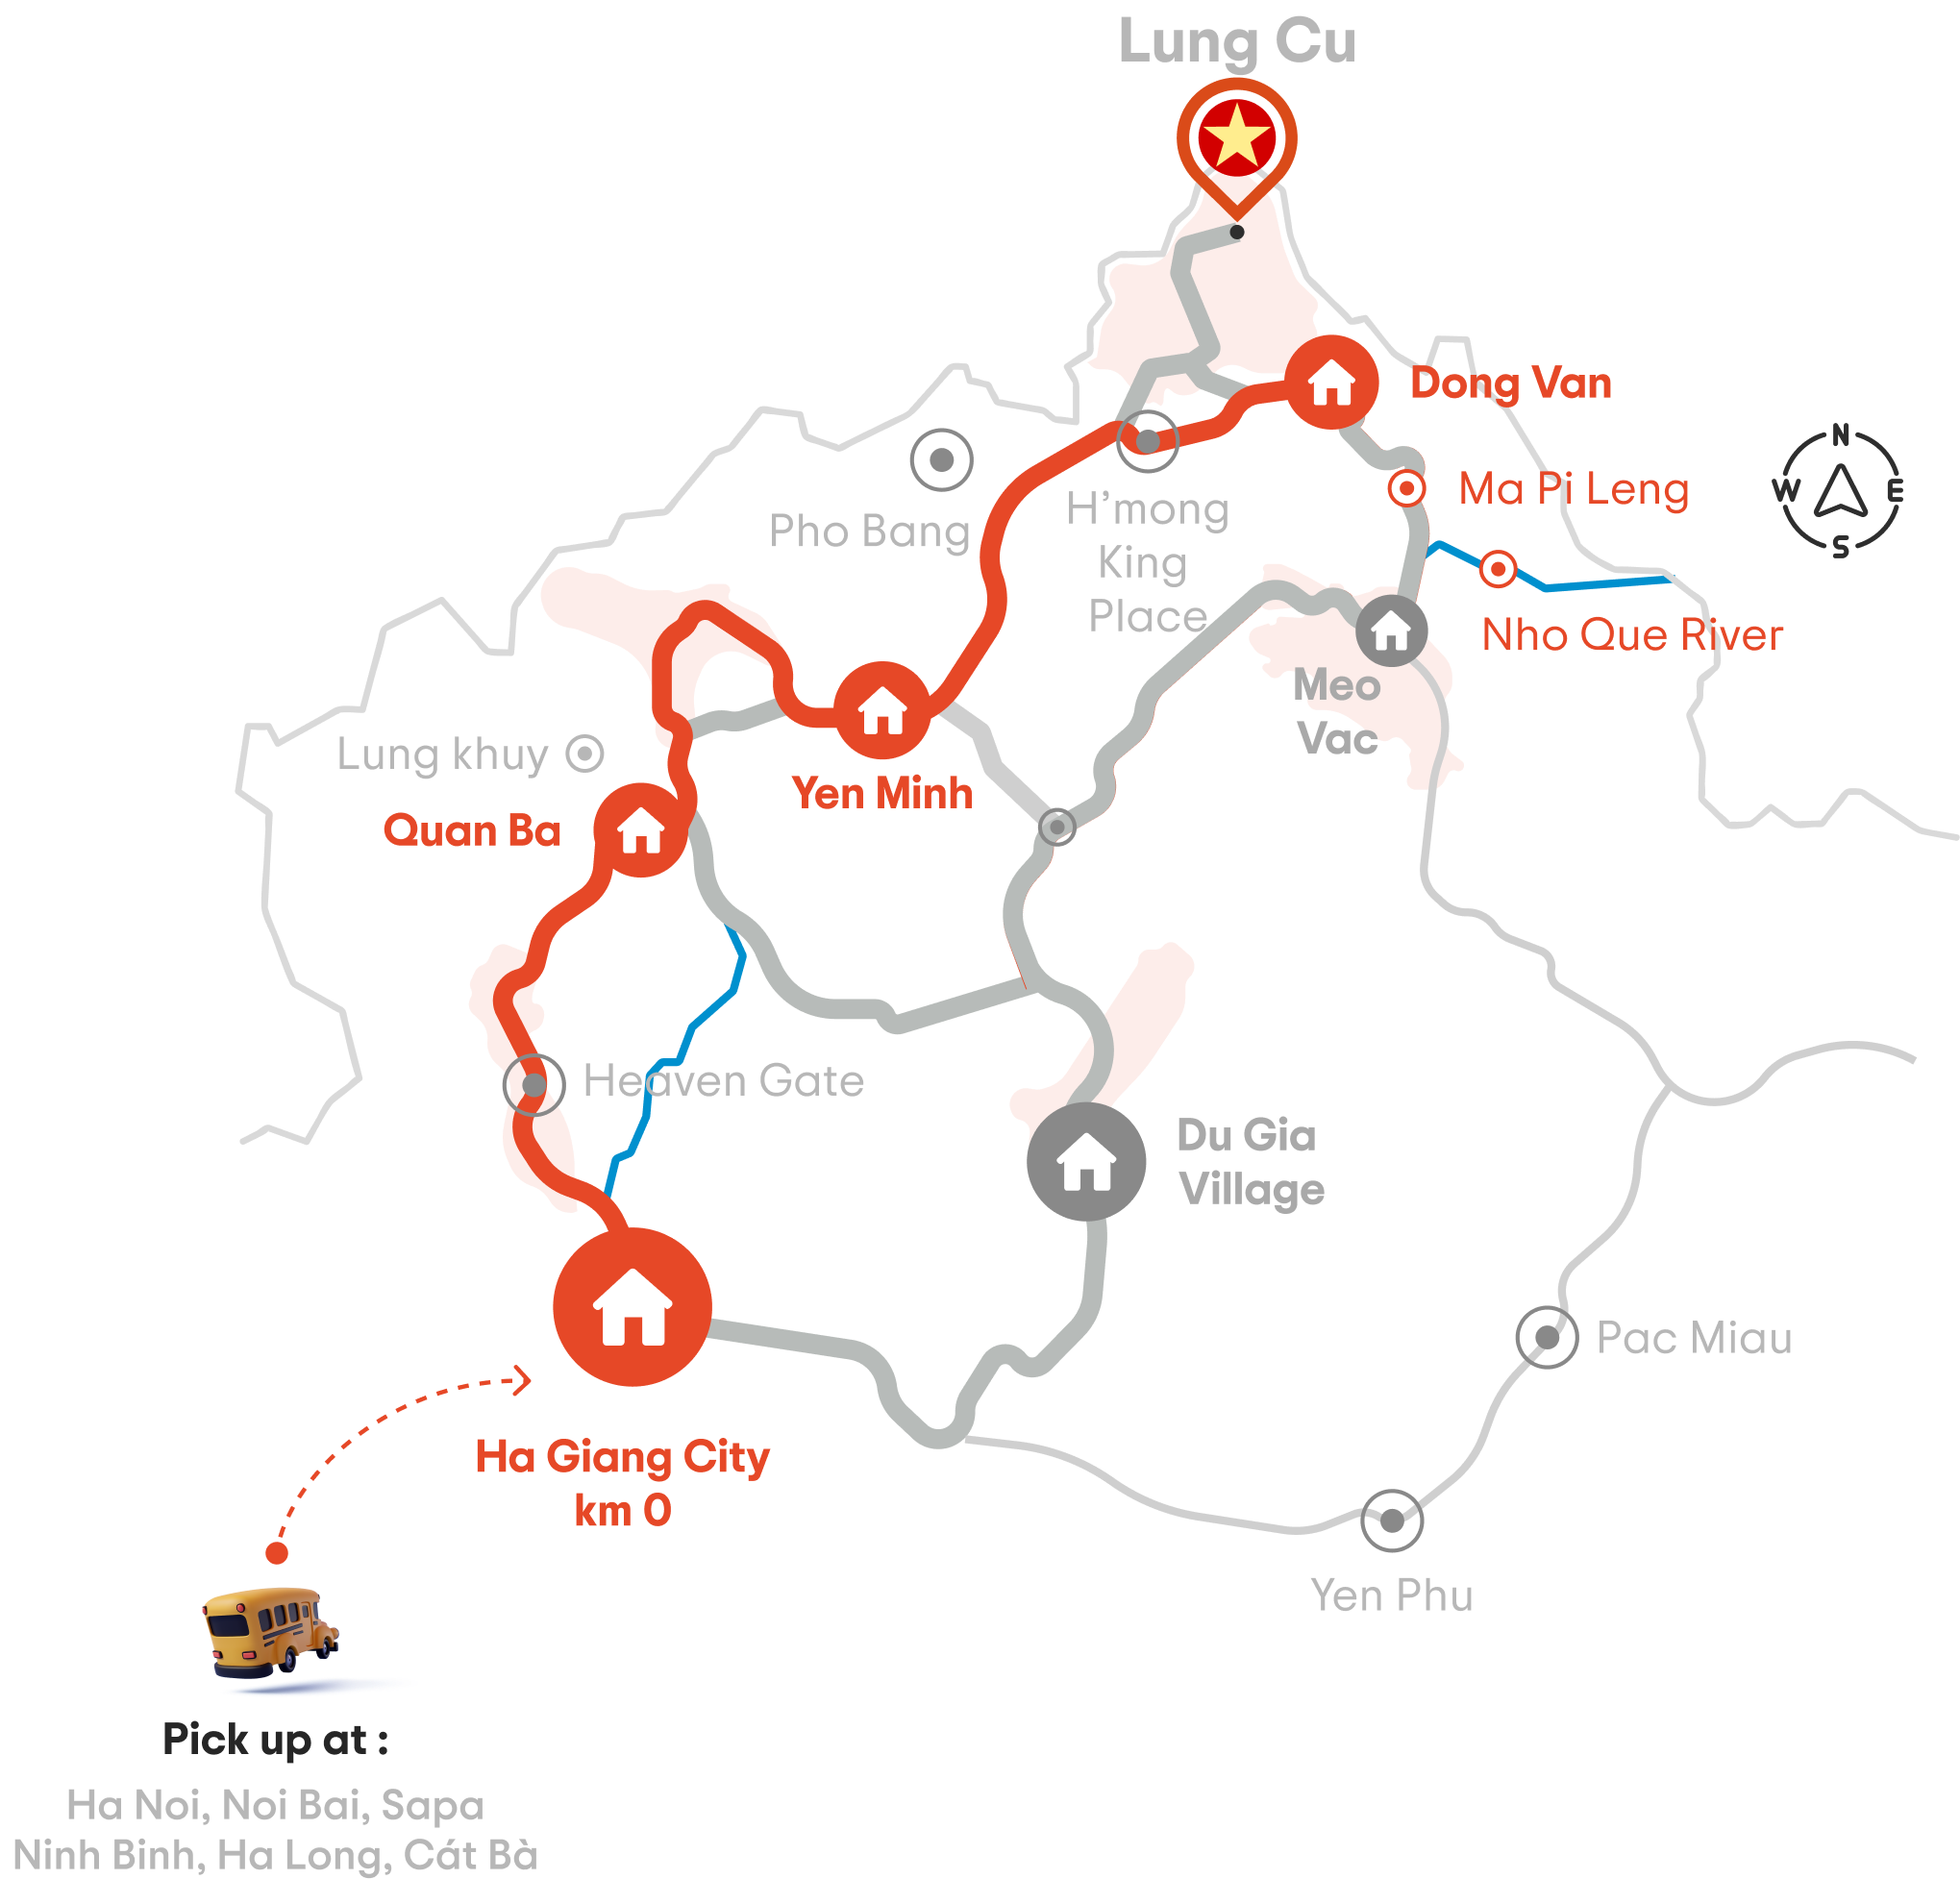 Lung Cu
Dong Van
N
W
E
S
Ma Pi Leng
Pho Bang
H'mong
King
Place
Nho Que River
Meo
Vac
Lung khuy
Yen Minh
Quan Ba
Heaven Gate
Du Gia
Village
Pac Miau
Ha Giang City
km 0
Yen Phu
Pick up at :
Ha Noi, Noi Bai, Sapa
Ninh Binh, Ha Long, Cát Bà